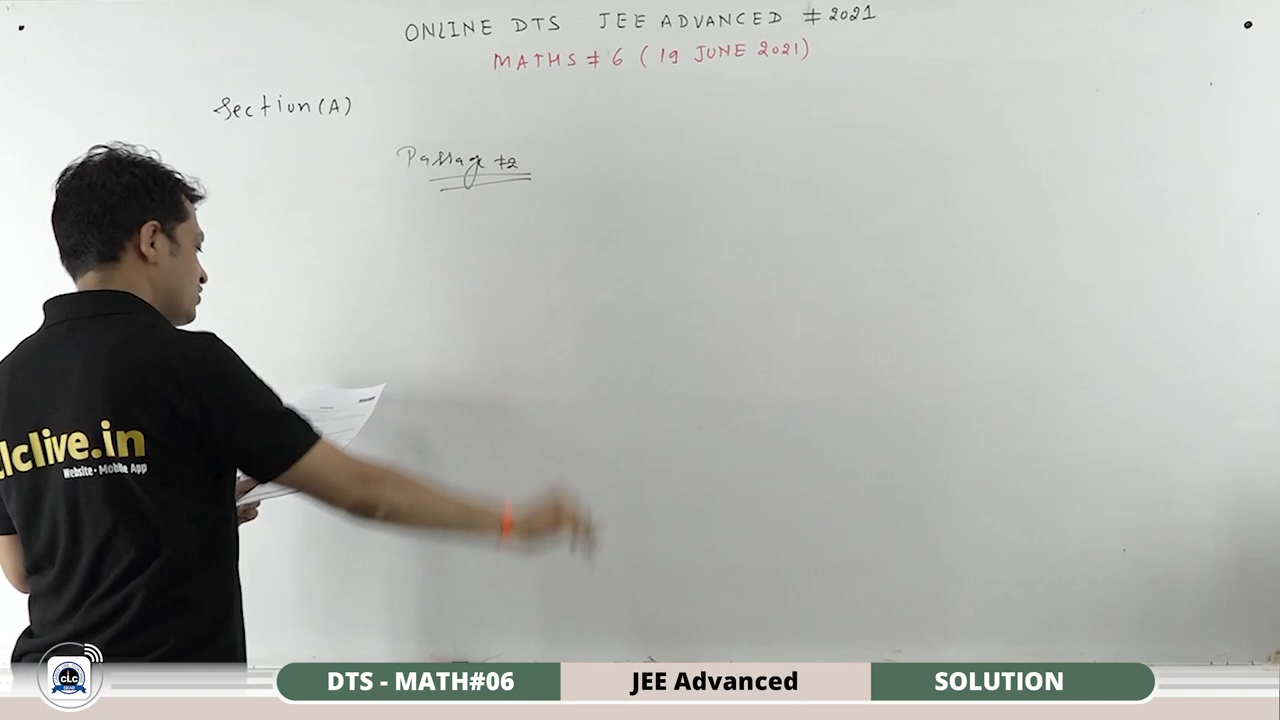 ONLINE DTS JEE ADVANCED # 2021
MATHS # 6 ( 19 JUNE 2021)
Section (A)
Passage #2
clclive.in
Website • Mobile App
CLC
DTS - MATH#06
JEE Advanced
SOLUTION